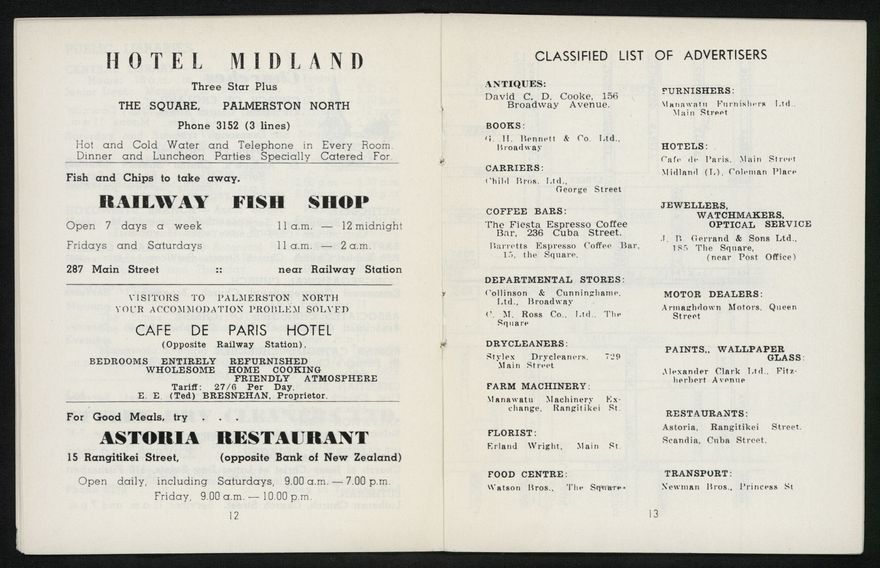 HOTEL MIDLAND
Three Star Plus
THE SQUARE, PALMERSTON NORTH
Phone 3152 (3 lines)
Hot and Cold Water and Telephone in Every Room.
Dinner and Luncheon Parties Specially Catered For.
Fish and Chips to take away.
RAILWAY FISH SHOP
Open 7 days a week 11 a.m. — 12 midnight
Fridays and Saturdays 11 a.m. — 2 a.m.
287 Main Street :: near Railway Station
VISITORS TO PALMERSTON NORTH
YOUR ACCOMMODATION PROBLEM SOLVED
CAFE DE PARIS HOTEL
(Opposite Railway Station).
BEDROOMS ENTIRELY REFURNISHED
WHOLESOME HOME COOKING
FRIENDLY ATMOSPHERE
Tariff: 27/6 Per Day.
E. E. (Ted) BRESNEHAN, Proprietor.
For Good Meals, try . . .
ASTORIA RESTAURANT
15 Rangitikei Street, (opposite Bank of New Zealand)
Open daily, including Saturdays, 9.00 a.m. — 7.00 p.m.
Friday, 9.00 a.m. — 10.00 p.m.
12
CLASSIFIED LIST OF ADVERTISERS
ANTIQUES:
David C. D. Cooke, 156
Broadway Avenue.
BOOKS:
G. H. Bennett & Co. Ltd.,
Broadway
CARRIERS:
Child Bros. Ltd.,
George Street
COFFEE BARS:
The Fiesta Espresso Coffee
Bar, 236 Cuba Street.
Barretts Espresso Coffee Bar,
15, the Square.
DEPARTMENTAL STORES:
Collinson & Cunninghame,
Ltd., Broadway
C. M. Ross Co., Ltd., The
Square
DRYCLEANERS:
Stylex Drycleaners, 729
Main Street
FARM MACHINERY:
Manawatu Machinery Ex-
change, Rangitikei St.
FLORIST:
Erland Wright, Main St.
FOOD CENTRE:
Watson Bros., The Square.
FURNISHERS:
Manawatu Furnishers Ltd.,
Main Street
HOTELS:
Cafe de Paris, Main Street
Midland (L), Coleman Place
JEWELLERS,
WATCHMAKERS,
OPTICAL SERVICE
J. B. Gerrand & Sons Ltd.,
185 The Square,
(near Post Office)
MOTOR DEALERS:
Armaghdown Motors, Queen
Street
PAINTS,. WALLPAPER
GLASS:
Alexander Clark Ltd., Fitz-
herbert Avenue
RESTAURANTS:
Astoria, Rangitikei Street.
Scandia, Cuba Street.
TRANSPORT:
Newman Bros., Princess St
13